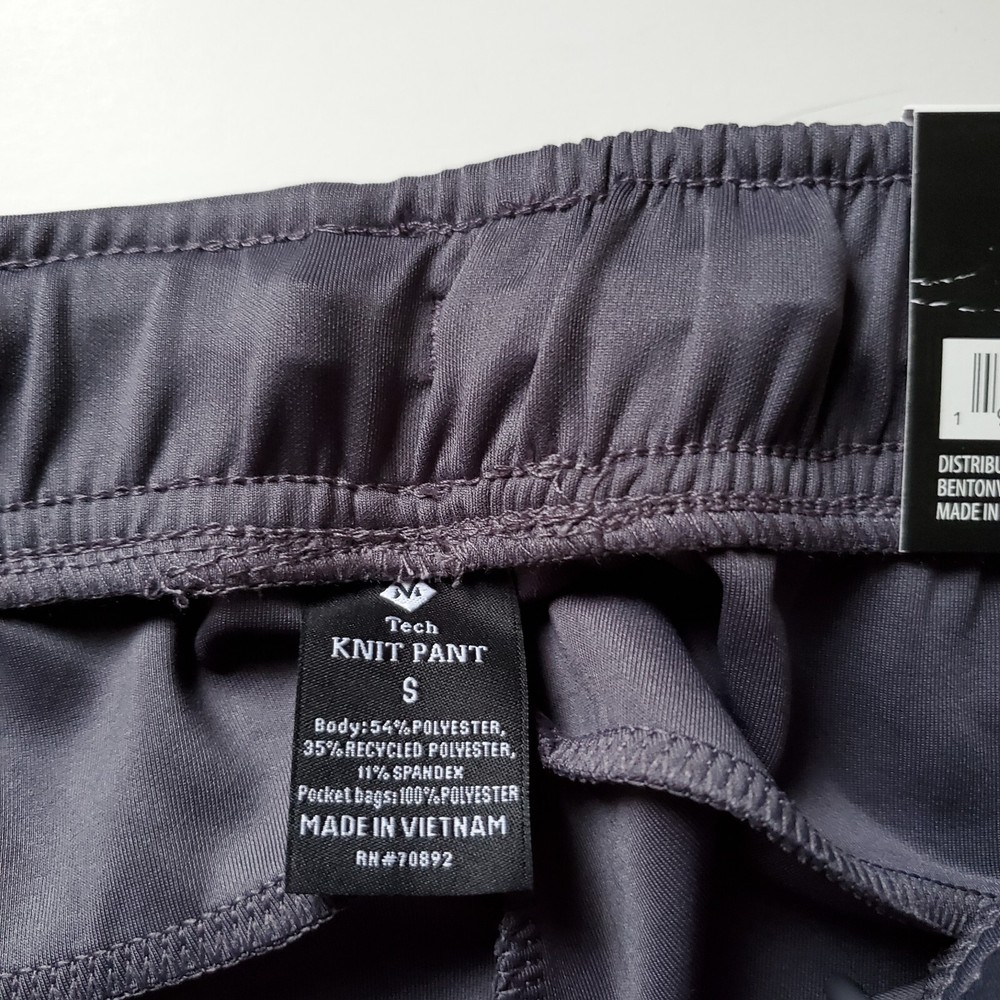 Tech
KNIT PANT
S
Body:54%POLYESTER,
35%RECYCLED POLYESTER,
11% SPANDEX
Pocket bags:100%POLYESTER
MADE IN VIETNAM
RN#70892
1
DISTRIBU
BENTONV
MADE IN